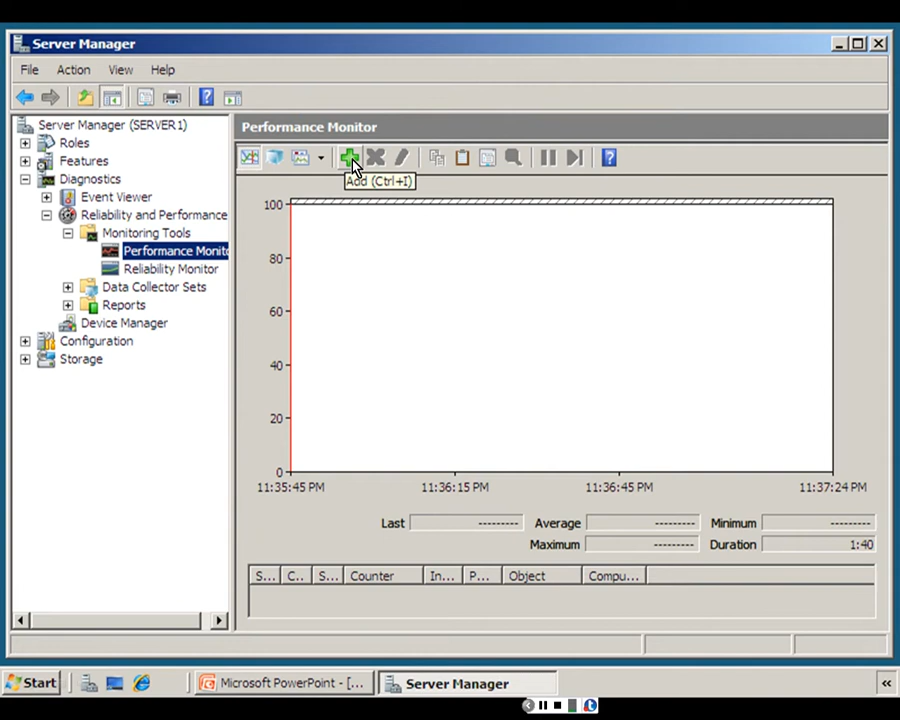 Server Manager
File Action View Help
Server Manager (SERVER1)
Roles
Features
Diagnostics
Event Viewer
Reliability and Performance
Monitoring Tools
Performance Monito
Reliability Monitor
Data Collector Sets
Reports
Device Manager
Configuration
Storage
Performance Monitor
Add (Ctrl+I)
100
80
60
40
20
0
11:35:45 PM 11:36:15 PM 11:36:45 PM 11:37:24 PM
Last --------- Average --------- Minimum ---------
Maximum --------- Duration 1:40
S... C.. S... Counter In... P... Object Compu...
Start Microsoft PowerPoint - [... Server Manager «